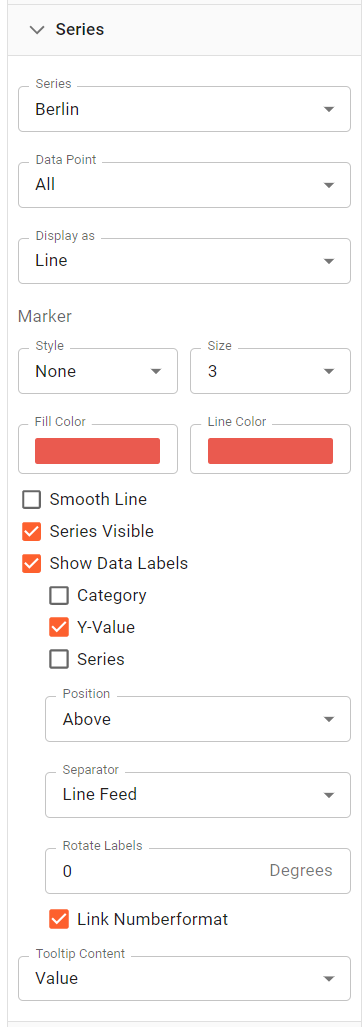 Series
Series
Berlin
Data Point
All
Display as
Line
Marker
Style
None
Size
3
Fill Color
Line Color
Smooth Line
Series Visible
Show Data Labels
Category
Y-Value
Series
Position
Above
Separator
Line Feed
Rotate Labels
0 Degrees
Link Numberformat
Tooltip Content
Value